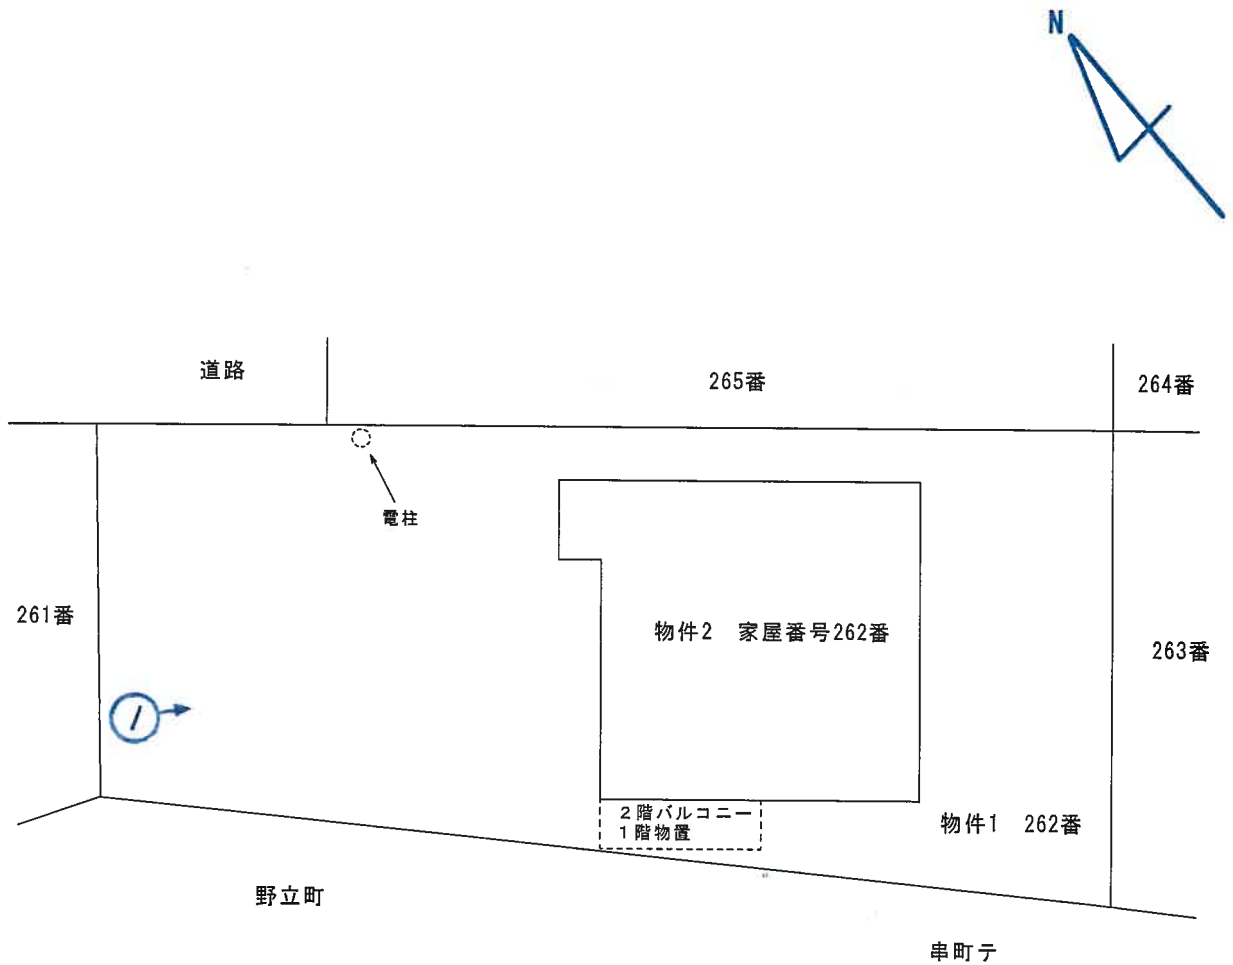 N
道路
265番
264番
電柱
261番
物件2　家屋番号262番
263番
1
2階バルコニー
1階物置
物件1　262番
野立町
串町テ